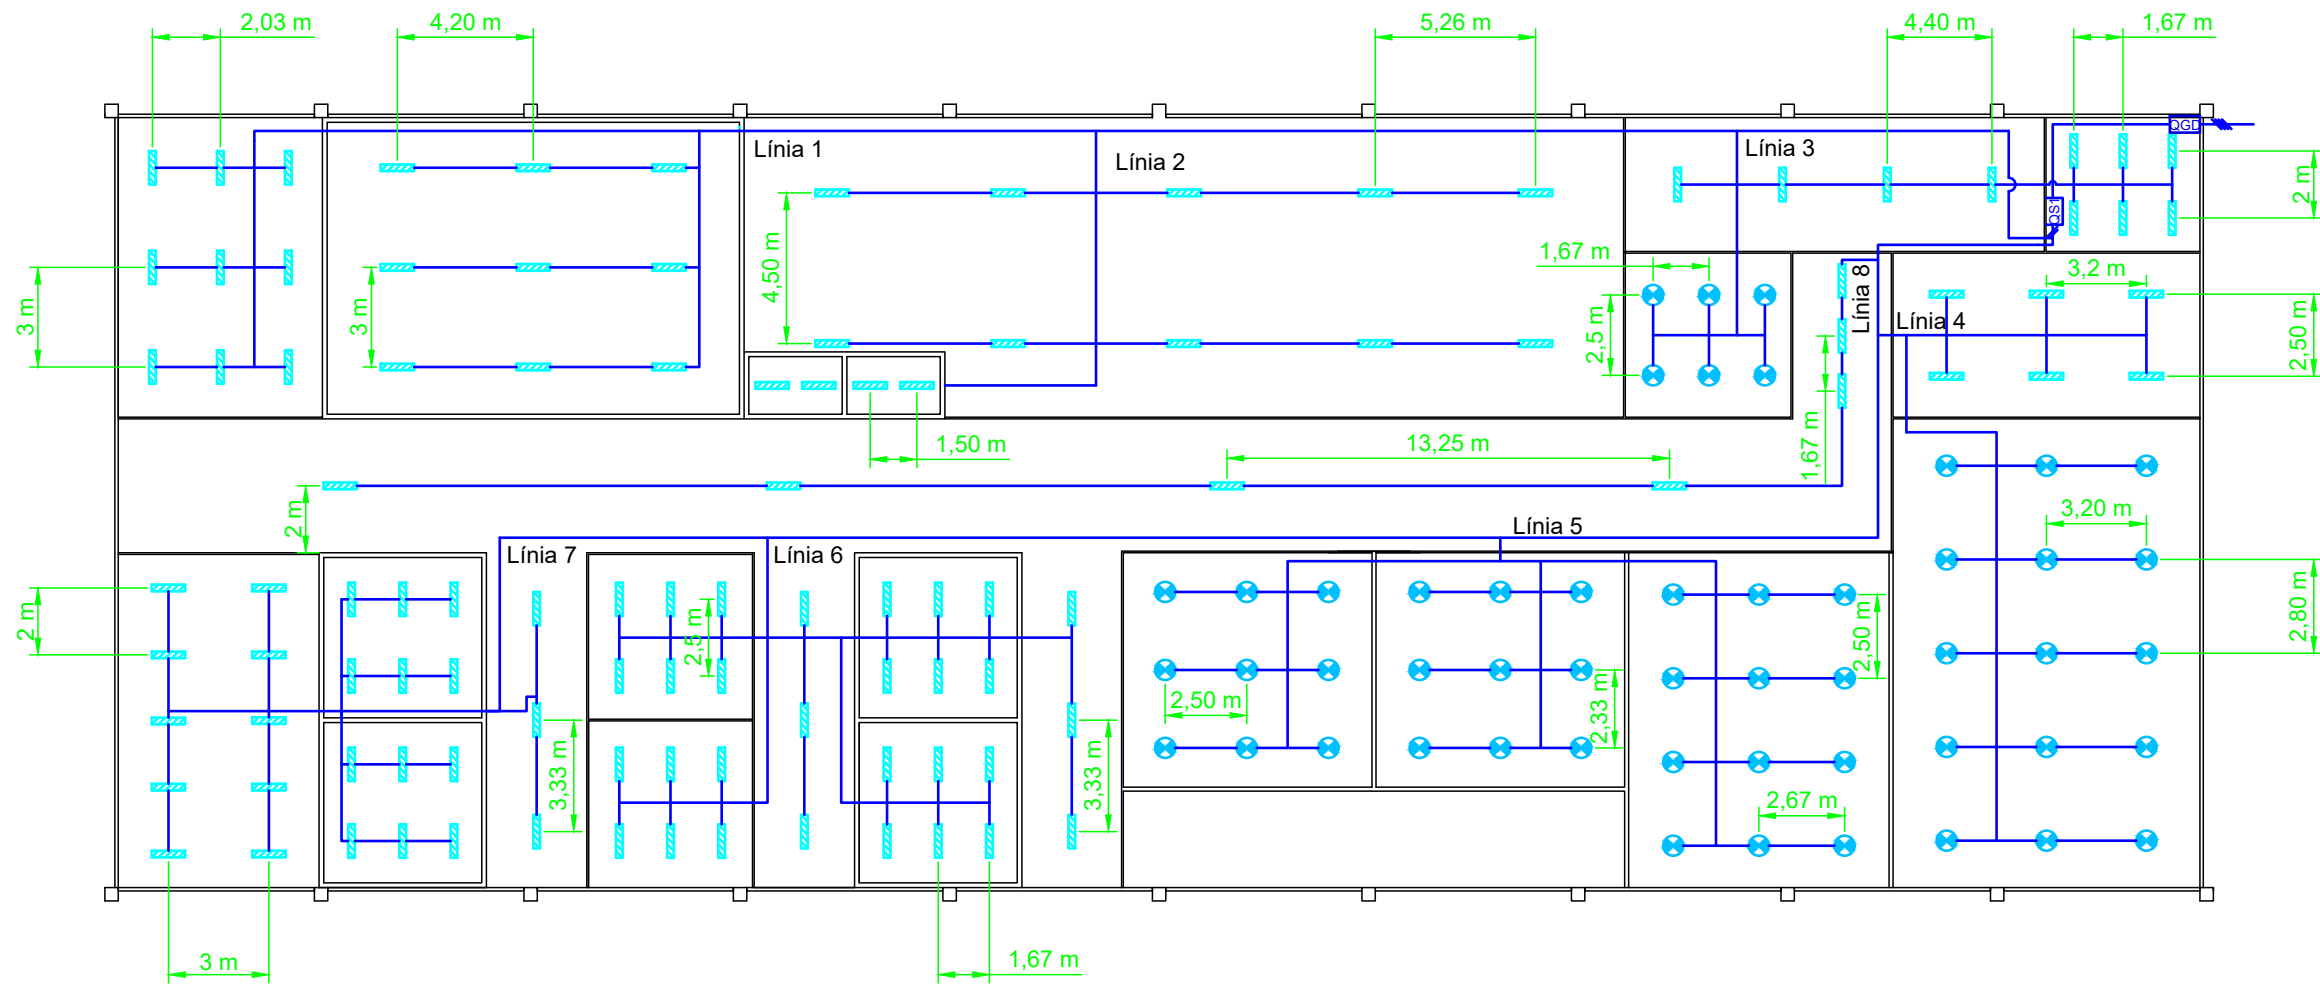 2,03 m
4,20 m
5,26 m
4,40 m
1,67 m
QGD
Línia 1
Línia 2
Línia 3
2 m
QS1
4,50 m
1,67 m
3,2 m
3 m
3 m
2,5 m
Línia 8
Línia 4
2,50 m
1,50 m
13,25 m
1,67 m
2 m
Línia 5
3,20 m
Línia 7
Línia 6
2 m
2,5 m
2,50 m
2,80 m
2,50 m
2,33 m
3,33 m
3,33 m
2,67 m
3 m
1,67 m